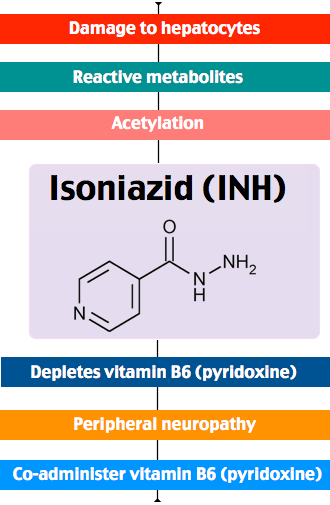 Damage to hepatocytes
Reactive metabolites
Acetylation
Isoniazid (INH)
O
NH2
N
H
N
Depletes vitamin B6 (pyridoxine)
Peripheral neuropathy
Co-administer vitamin B6 (pyridoxine)